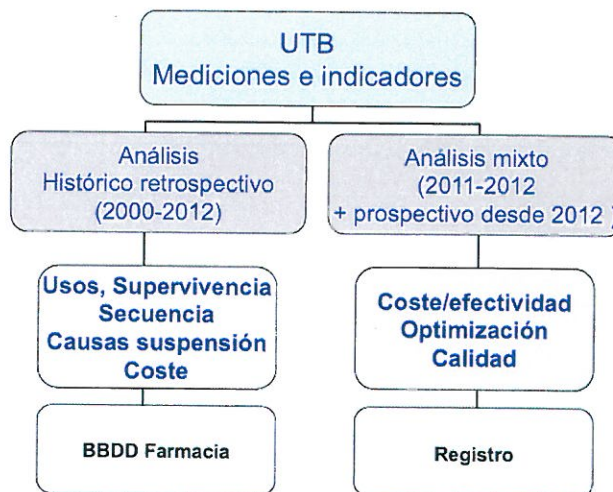 UTB
Mediciones e indicadores
Análisis
Histórico retrospectivo
(2000-2012)
Análisis mixto
(2011-2012
+ prospectivo desde 2012 )
Usos, Supervivencia
Secuencia
Causas suspensión
Coste
Coste/efectividad
Optimización
Calidad
BBDD Farmacia
Registro